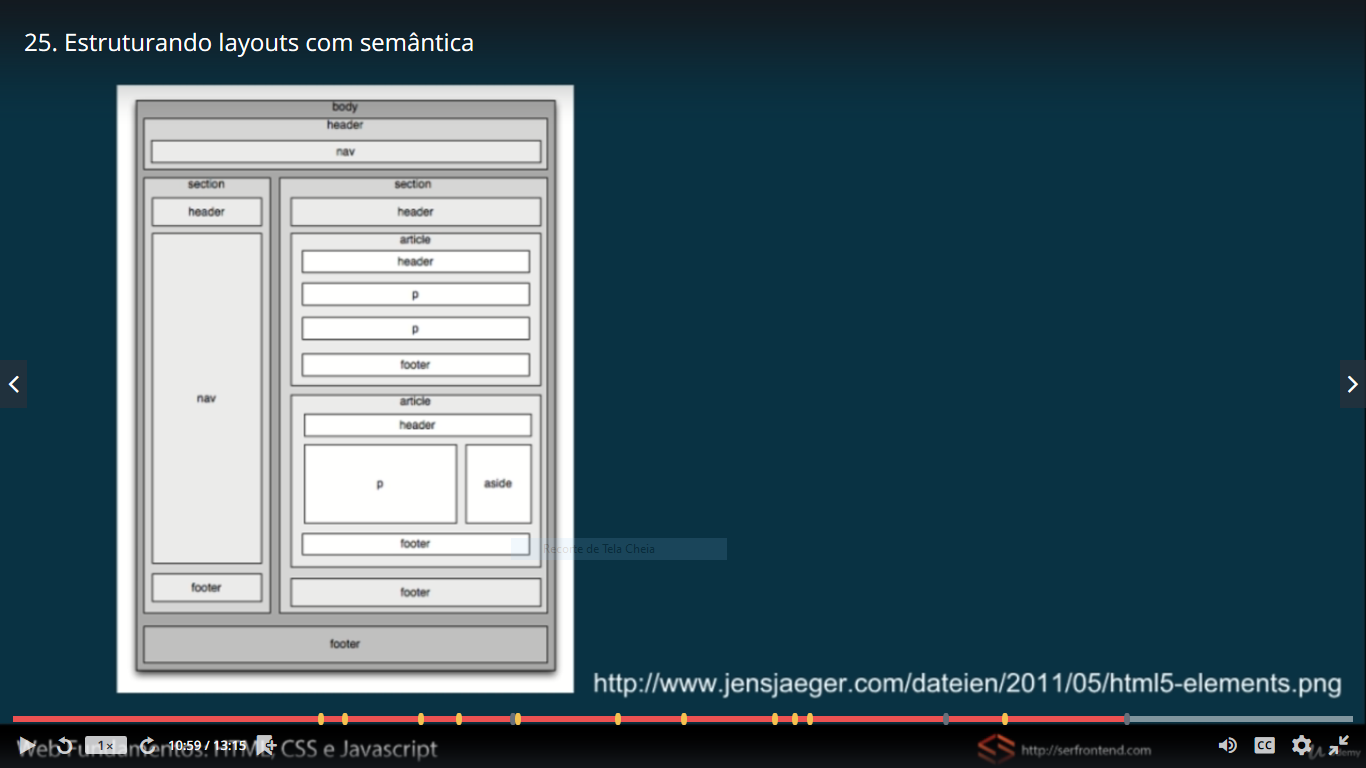 25. Estruturando layouts com semântica
body
header
nav
section
header
nav
footer
section
header
article
header
p
p
footer
article
header
p
aside
footer
footer
footer
Recorte de Tela Cheia
http://www.jensjaeger.com/dateien/2011/05/html5-elements.png
Web Fundamentos: HTML, CSS e Javascript
1×
10:59 / 13:15
http://serfrontend.com
CC